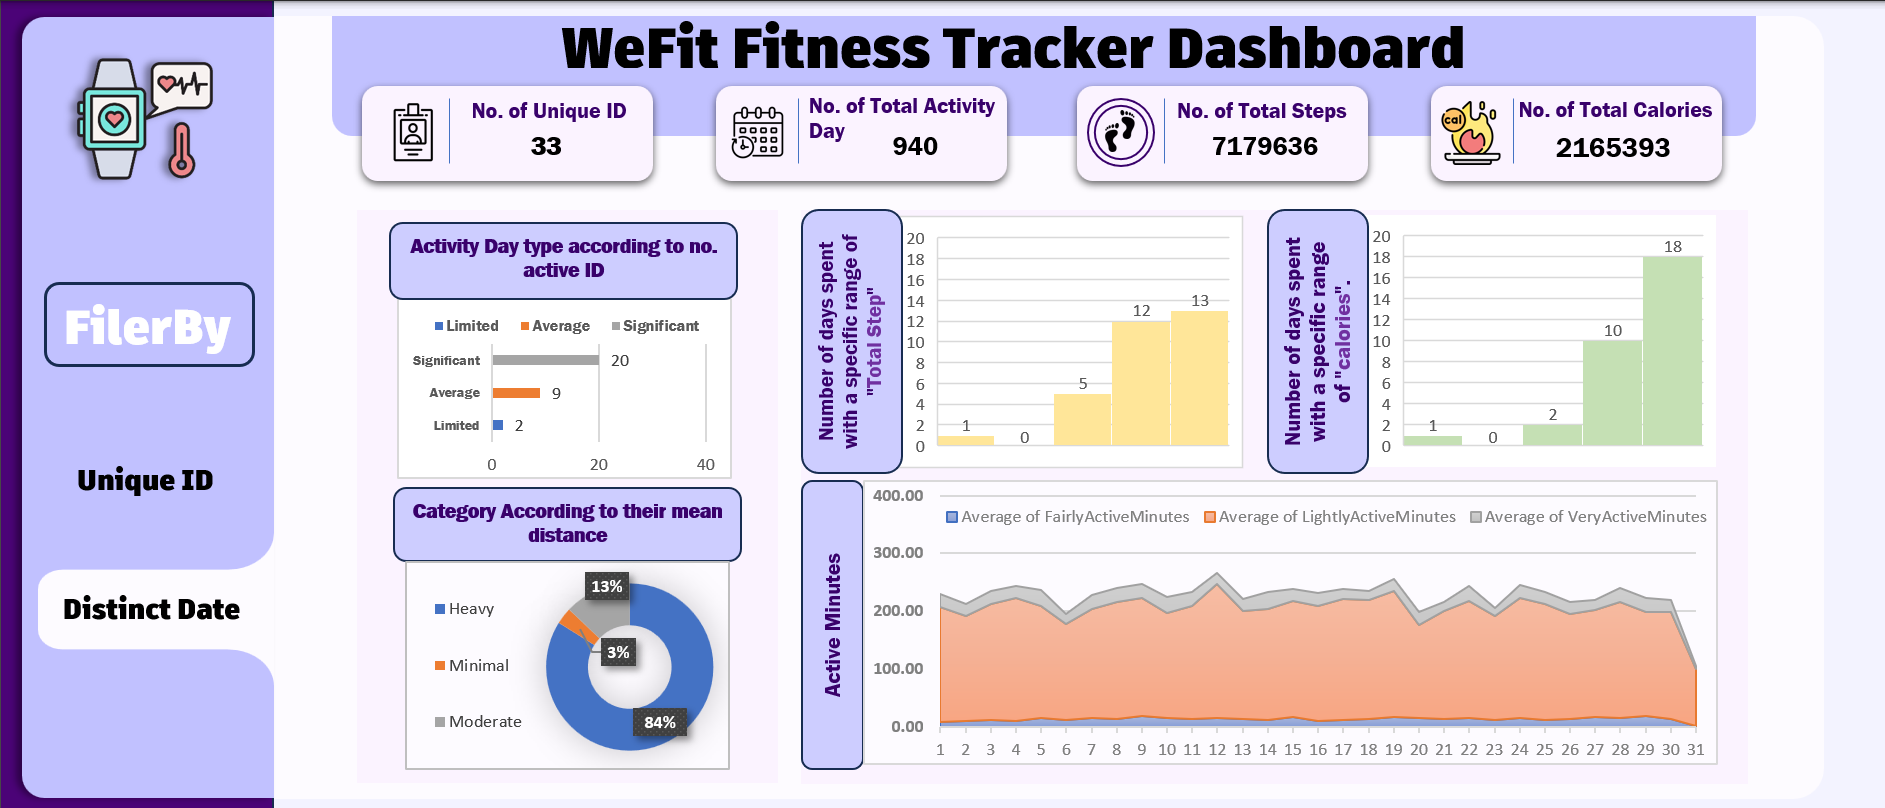 WeFit Fitness Tracker Dashboard
No. of Unique ID
33
No. of Total Activity
Day
940
No. of Total Steps
7179636
cal
No. of Total Calories
2165393
FilerBy
Unique ID
Distinct Date
Activity Day type according to no.
active ID
Limited Average Significant
Significant 20
Average 9
Limited 2
0 20 40
Category According to their mean
distance
Heavy
Minimal
Moderate
13%
3%
84%
Number of days spent
with a specific range of
"Total Step"
20
18
16
14
12
10
8
6
4
2
0
1 0 5 12 13
Number of days spent
with a specific range
of "calories".
20
18
16
14
12
10
8
6
4
2
0
1 0 2 10 18
Active Minutes
Average of FairlyActiveMinutes Average of LightlyActiveMinutes Average of VeryActiveMinutes
400.00
300.00
200.00
100.00
0.00
1 2 3 4 5 6 7 8 9 10 11 12 13 14 15 16 17 18 19 20 21 22 23 24 25 26 27 28 29 30 31